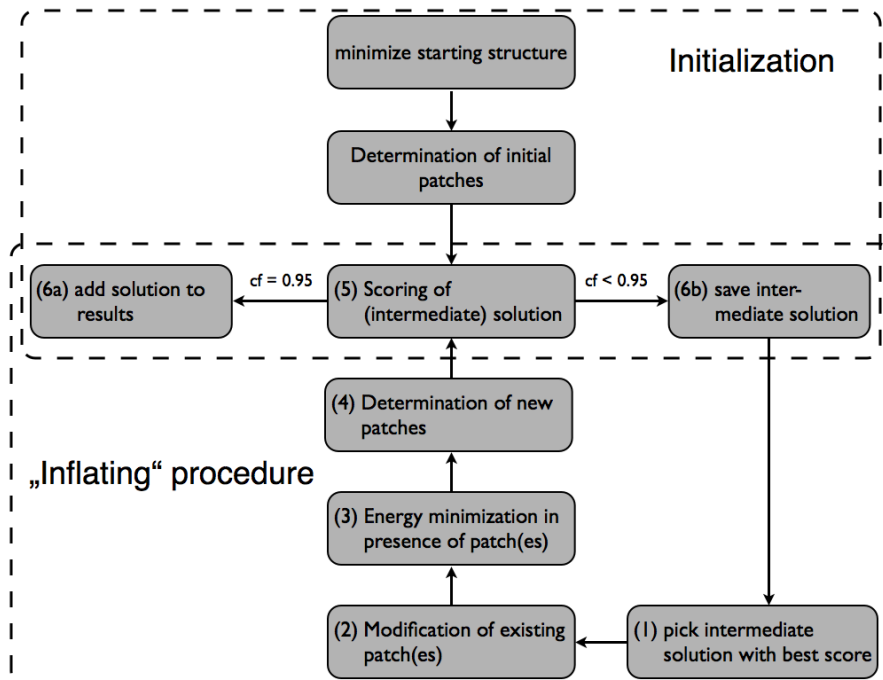 minimize starting structure
Initialization
Determination of initial
patches
(6a) add solution to
results
cf = 0.95
(5) Scoring of
(intermediate) solution
cf < 0.95
(6b) save inter-
mediate solution
(4) Determination of new
patches
„Inflating“ procedure
(3) Energy minimization in
presence of patch(es)
(2) Modification of existing
patch(es)
(1) pick intermediate
solution with best score